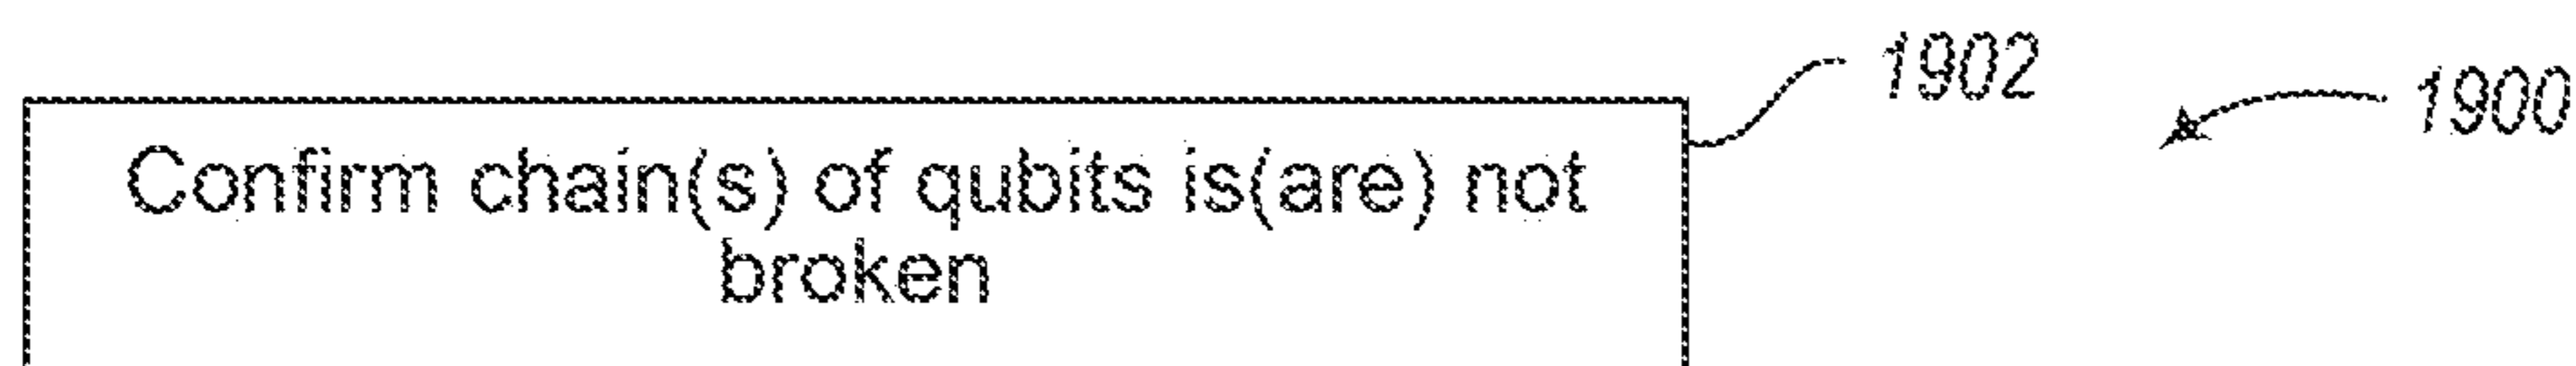 1902
1900
Confirm chain(s) of qubits is(are) not
broken